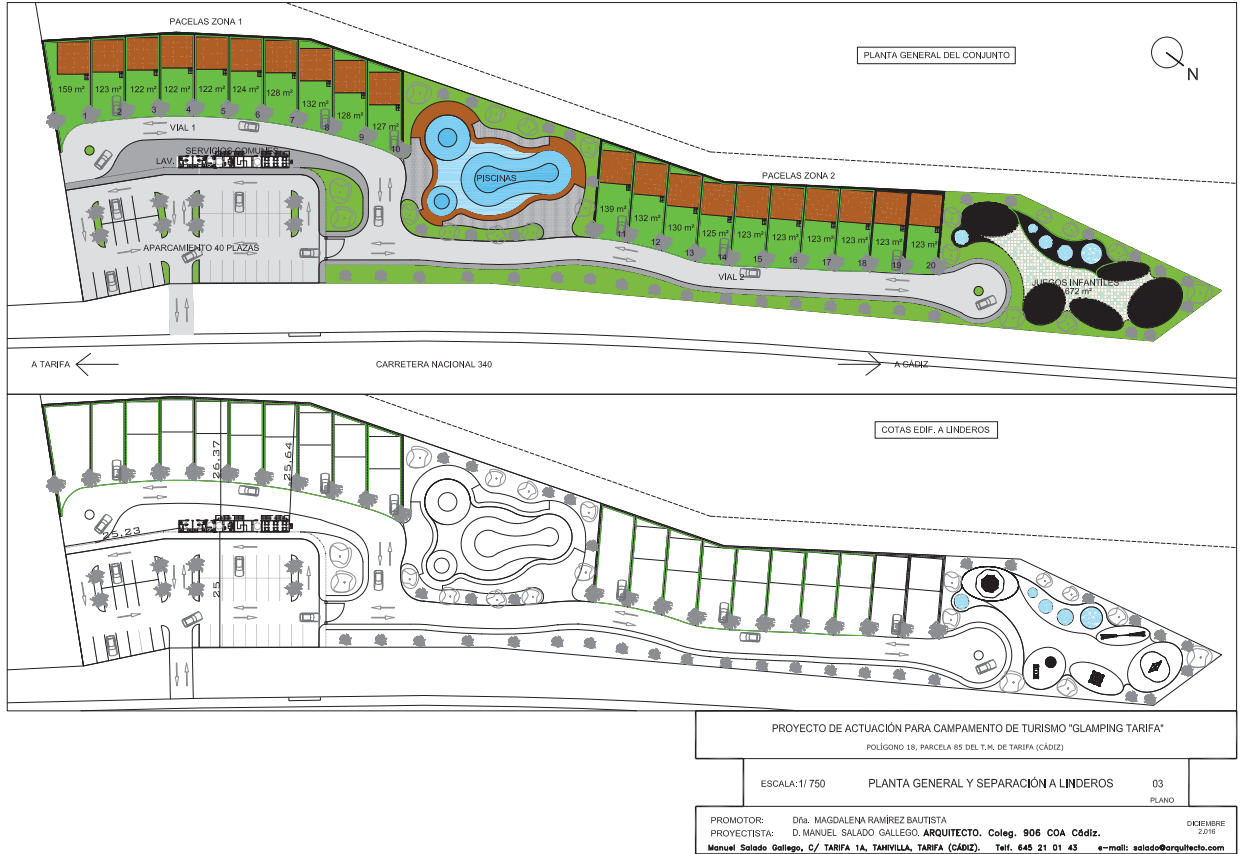 PACELAS ZONA 1
PLANTA GENERAL DEL CONJUNTO
N
159 m² 123 m² 122 m² 122 m² 122 m² 124 m² 128 m² 132 m² 128 m² 127 m²
1 2 3 4 5 6 7 8 9 10
VIAL 1
SERVICIOS COMUNES
LAV.
PISCINAS
PACELAS ZONA 2
139 m² 132 m² 130 m² 125 m² 123 m² 123 m² 123 m² 123 m² 123 m² 123 m²
11 12 13 14 15 16 17 18 19 20
APARCAMIENTO 40 PLAZAS
VIAL 2
JUEGOS INFANTILES
672 m²
A TARIFA
CARRETERA NACIONAL 340
A CÁDIZ
COTAS EDIF. A LINDEROS
26.37
25.64
25.23
25
PROYECTO DE ACTUACIÓN PARA CAMPAMENTO DE TURISMO "GLAMPING TARIFA"
POLÍGONO 18, PARCELA 85 DEL T.M. DE TARIFA (CÁDIZ)
ESCALA:1/ 750 PLANTA GENERAL Y SEPARACIÓN A LINDEROS 03
PLANO
PROMOTOR: Dña. MAGDALENA RAMÍREZ BAUTISTA
PROYECTISTA: D. MANUEL SALADO GALLEGO. ARQUITECTO. Coleg. 906 COA Cádiz.
DICIEMBRE
2.016
Manuel Salado Gallego, C/ TARIFA 1A, TAHIVILLA, TARIFA (CÁDIZ). Telf. 645 21 01 43 e-mail: salado@arquitecto.com